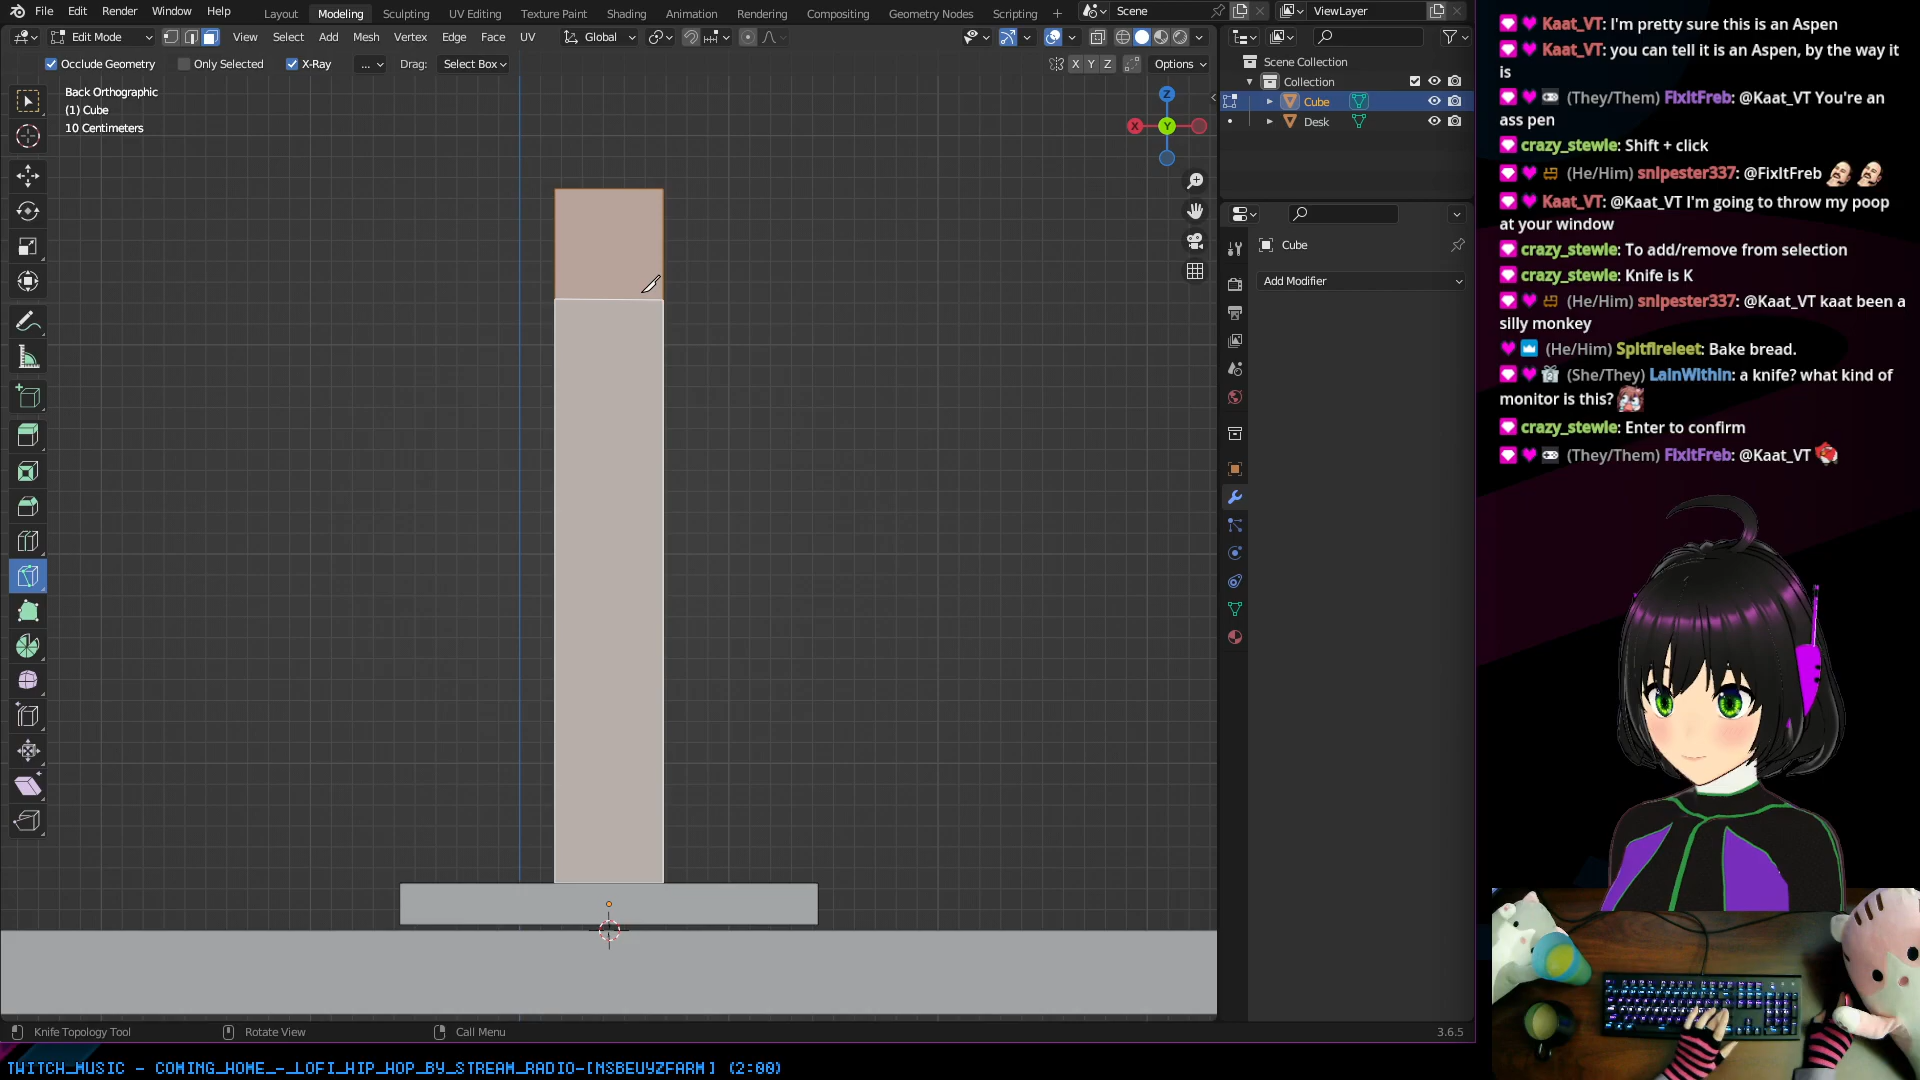 File Edit Render Window Help
Layout Modeling Sculpting UV Editing Texture Paint Shading Animation Rendering Compositing Geometry Nodes Scripting
Scene
ViewLayer
Edit Mode View Select Add Mesh Vertex Edge Face UV
Global
Occlude Geometry Only Selected X-Ray ... Drag: Select Box
X Y Z Options
Back Orthographic
(1) Cube
10 Centimeters
Z
X
Y
Scene Collection
Collection
Cube
Desk
Cube
Add Modifier
Knife Topology Tool Rotate View Call Menu
3.6.5
Kaat_VT: I'm pretty sure this is an Aspen
Kaat_VT: you can tell it is an Aspen, by the way it
is
(They/Them) FixItFreb: @Kaat_VT You're an
ass pen
crazy_stewie: Shift + click
(He/Him) snipester337: @FixItFreb
Kaat_VT: @Kaat_VT I'm going to throw my poop
at your window
crazy_stewie: To add/remove from selection
crazy_stewie: Knife is K
(He/Him) snipester337: @Kaat_VT kaat been a
silly monkey
(He/Him) Spitfireleet: Bake bread.
(She/They) LainWithin: a knife? what kind of
monitor is this?
crazy_stewie: Enter to confirm
(They/Them) FixItFreb: @Kaat_VT
TWITCH_MUSIC - COMING_HOME_-_LOFI_HIP_HOP_BY_STREAM_RADIO-[NSBEUYZFARM] (2:00)